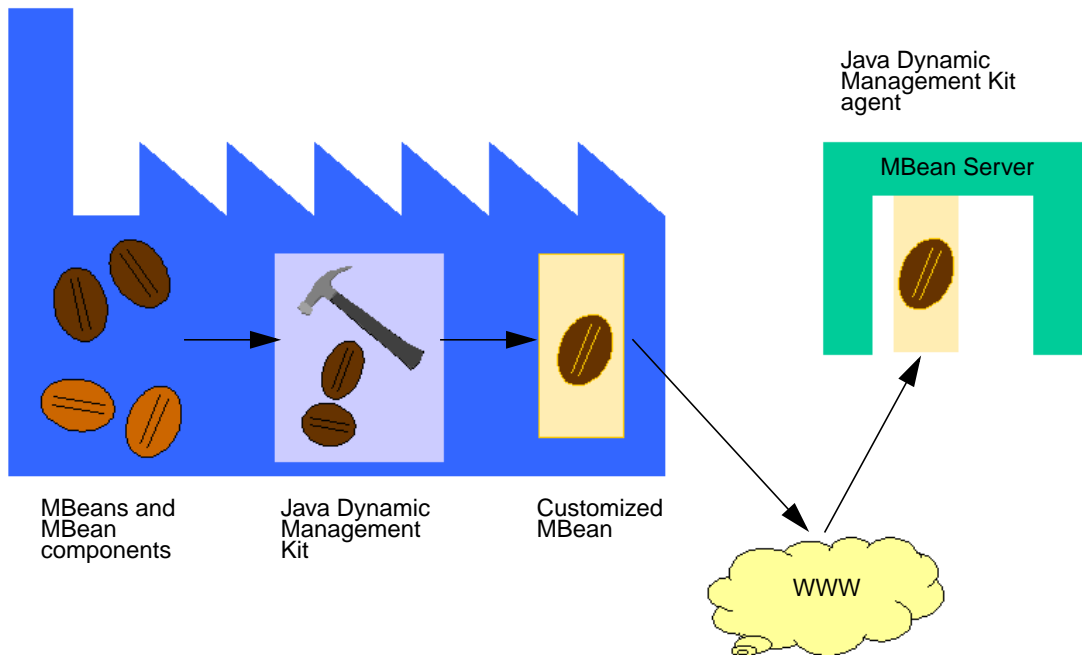 Java Dynamic
Management Kit
agent
MBean Server
MBeans and
MBean
components
Java Dynamic
Management
Kit
Customized
MBean
WWW